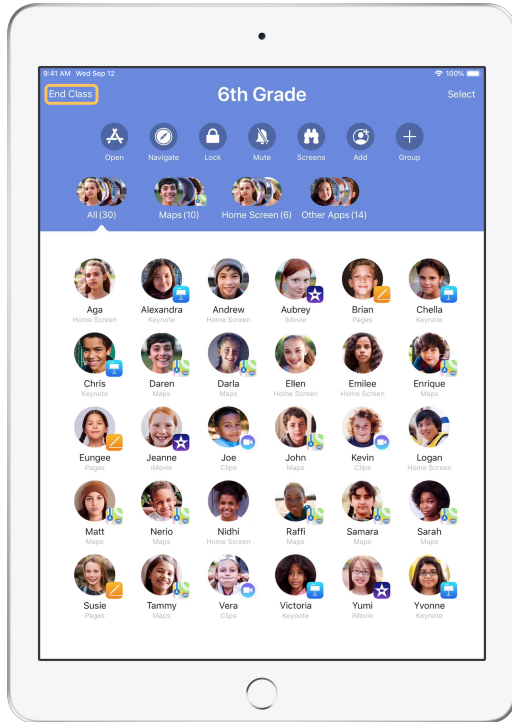 9:41 AM Wed Sep 12 100%
End Class 6th Grade Select
Open Navigate Lock Mute Screens Add Group
All (30) Maps (10) Home Screen (6) Other Apps (14)
Aga Alexandra Andrew Aubrey Brian Chella
Home Screen Keynote Home Screen iMovie Pages Keynote
Chris Daren Darla Ellen Emilee Enrique
Keynote Maps Maps Home Screen Home Screen Maps
Eungee Jeanne Joe John Kevin Logan
Pages iMovie Clips Maps Clips Home Screen
Matt Nerio Nidhi Raffi Samara Sarah
Maps Maps Home Screen Maps Maps Maps
Susie Tammy Vera Victoria Yumi Yvonne
Pages Maps Clips Keynote iMovie Keynote